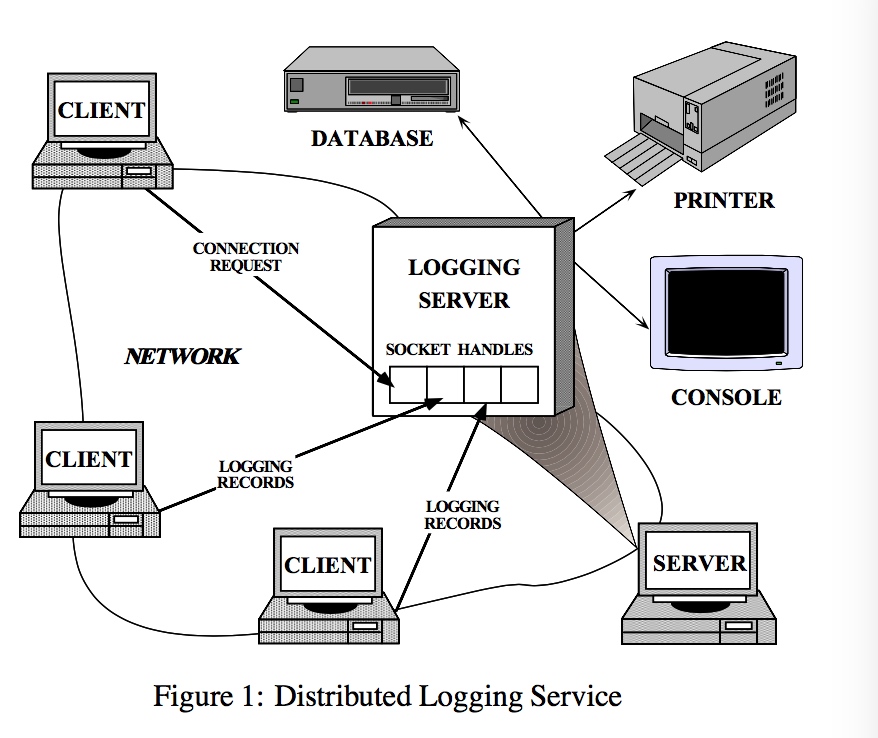 CLIENT
DATABASE
PRINTER
CONNECTION
REQUEST
LOGGING
SERVER
SOCKET HANDLES
NETWORK
CONSOLE
CLIENT
LOGGING
RECORDS
LOGGING
RECORDS
CLIENT
SERVER
Figure 1: Distributed Logging Service